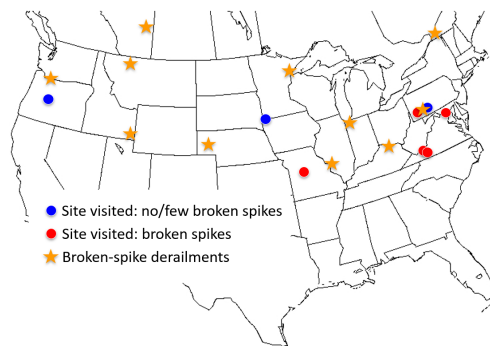 Site visited: no/few broken spikes
Site visited: broken spikes
Broken-spike derailments